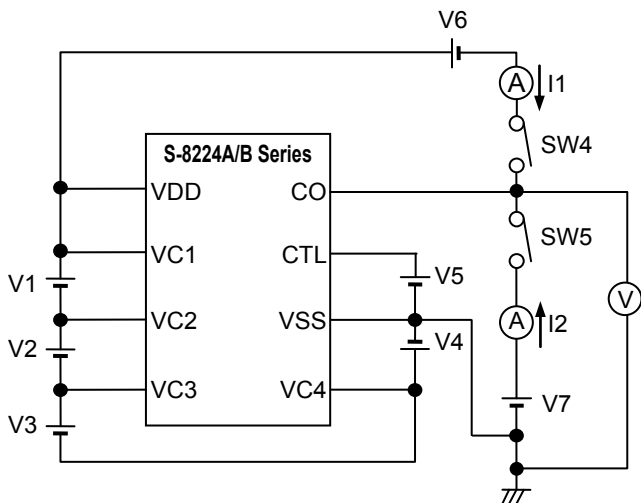 V6
A
I1
S-8224A/B Series
SW4
VDD
CO
VC1
CTL
SW5
V1
V5
V
VC2
VSS
A
I2
V2
V4
VC3
VC4
V7
V3